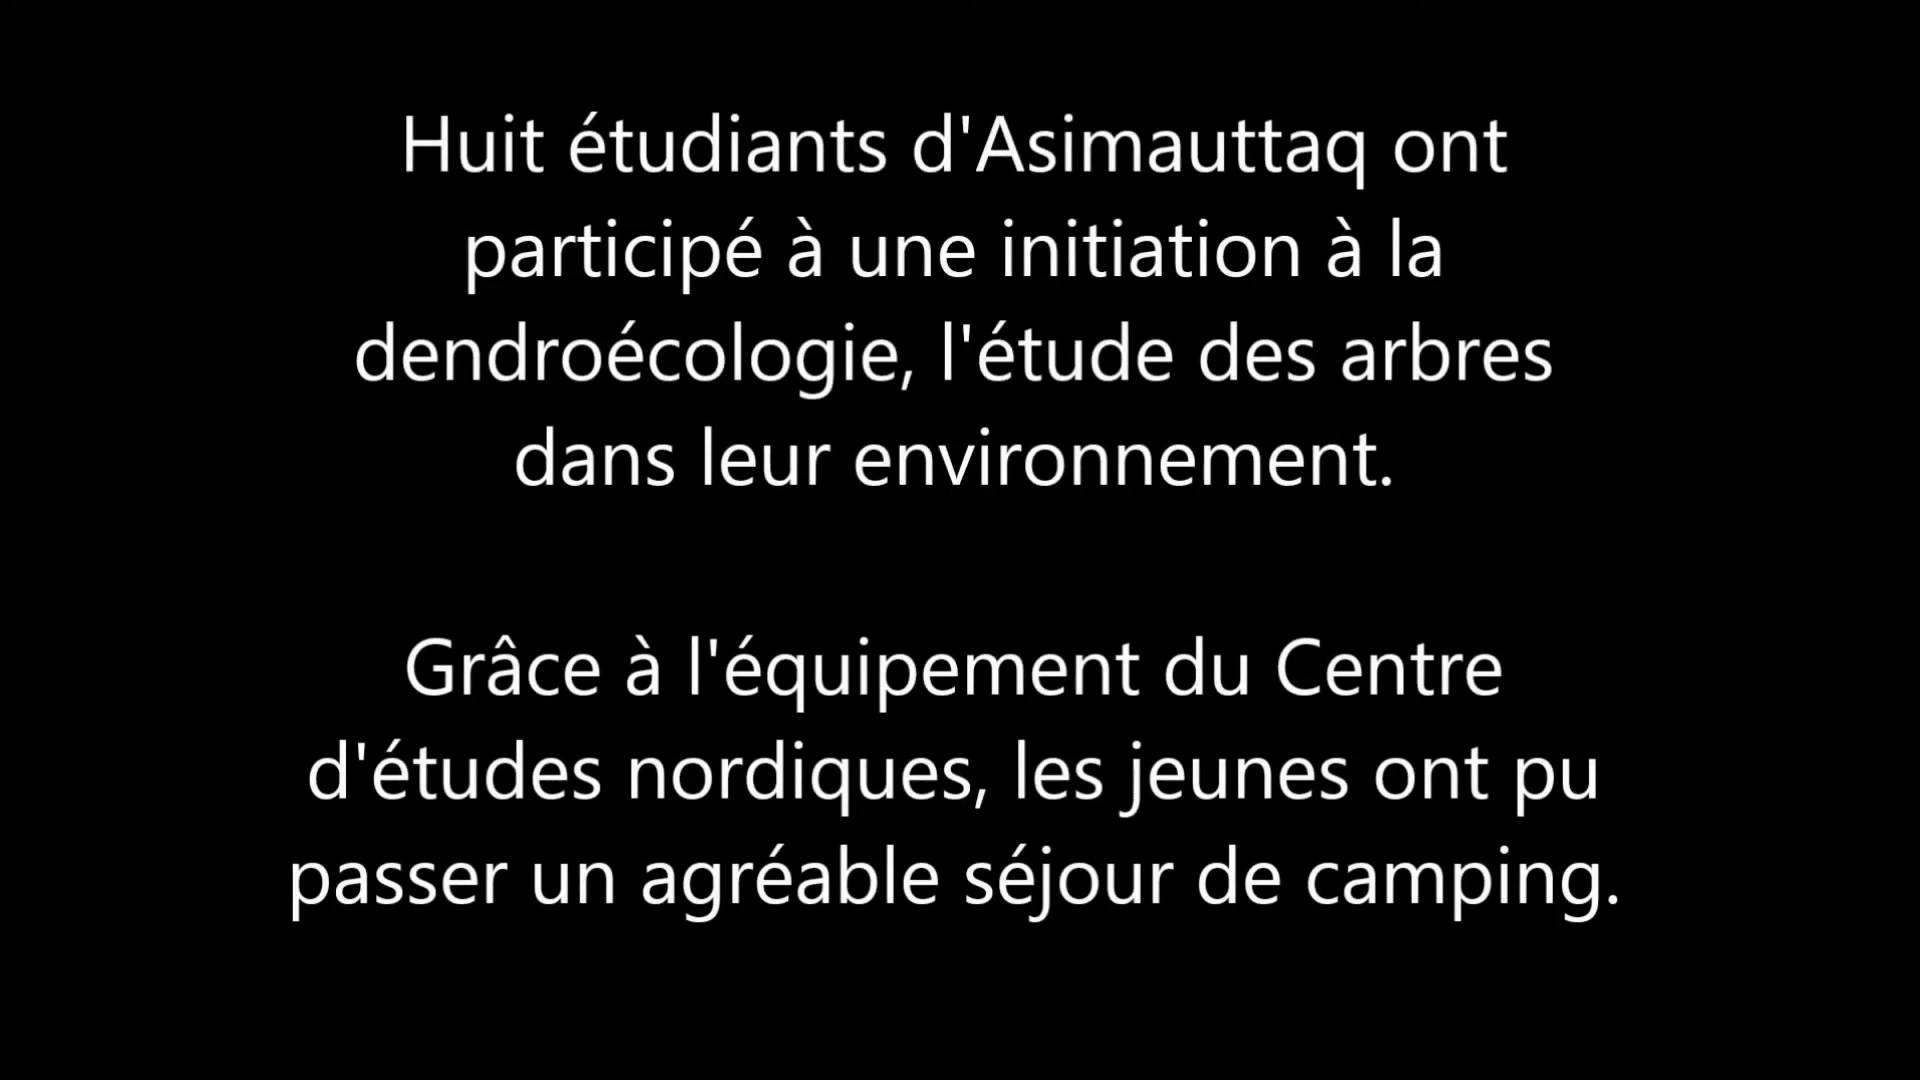 Huit étudiants d'Asimauttaq ont
participé à une initiation à la
dendroécologie, l'étude des arbres
dans leur environnement.
Grâce à l'équipement du Centre
d'études nordiques, les jeunes ont pu
passer un agréable séjour de camping.